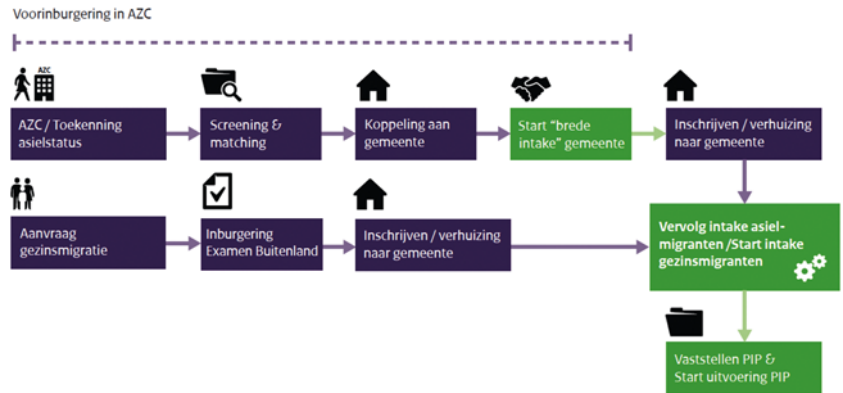 Voorinburgering in AZC
AZC
AZC / Toekenning
asielstatus
Screening &
matching
Koppeling aan
gemeente
Start “brede
intake” gemeente
Inschrijven / verhuizing
naar gemeente
Aanvraag
gezinsmigratie
Inburgering
Examen Buitenland
Inschrijven / verhuizing
naar gemeente
Vervolg intake asiel-
migranten /Start intake
gezinsmigranten
Vaststellen PIP &
Start uitvoering PIP